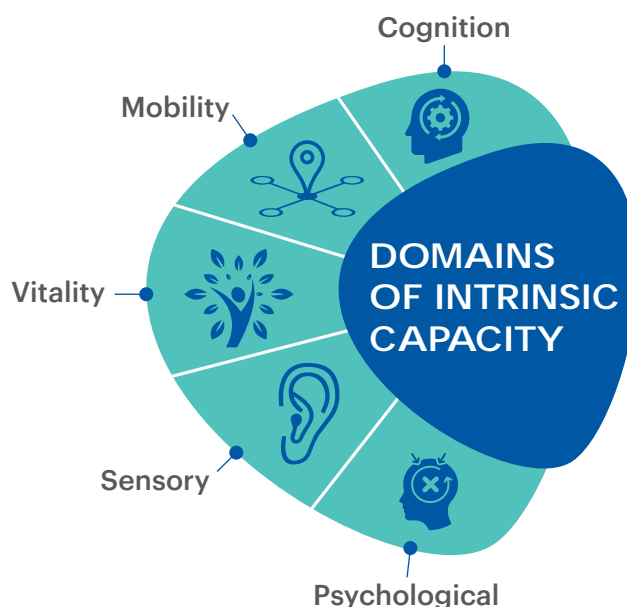 Cognition
Mobility
Vitality
Sensory
Psychological
DOMAINS
OF INTRINSIC
CAPACITY